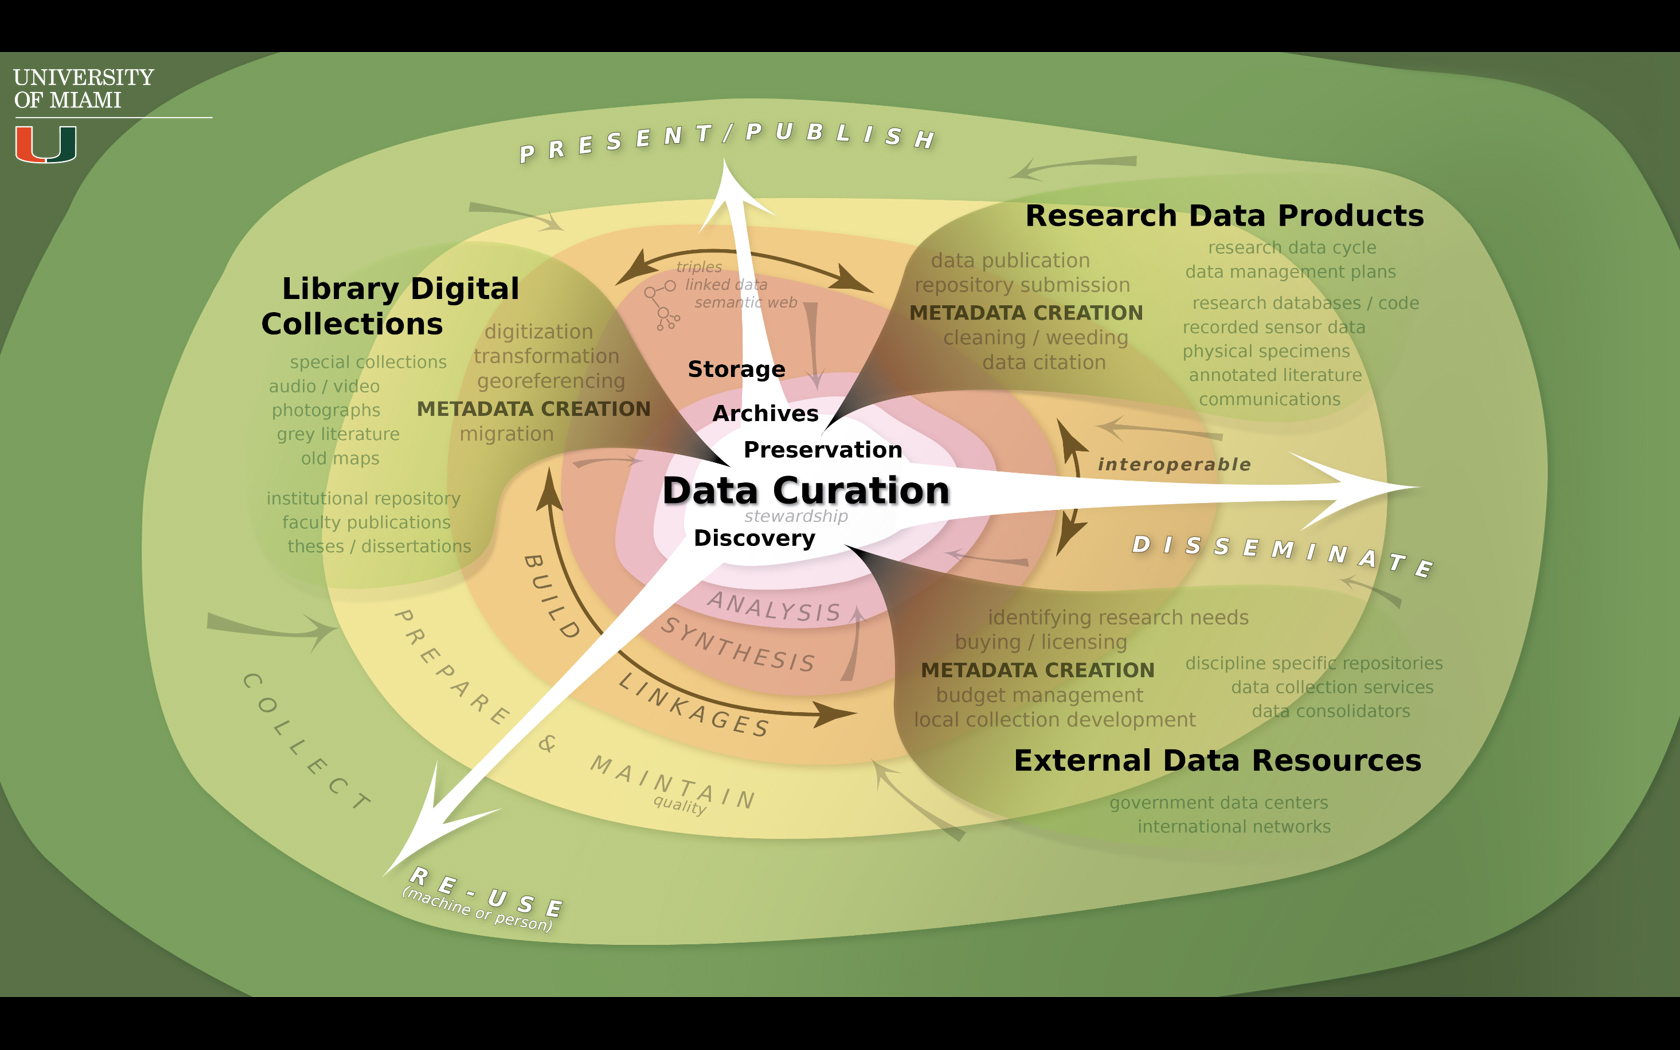 UNIVERSITY
OF MIAMI
PRESENT/PUBLISH
Research Data Products
research data cycle
data management plans
research databases / code
recorded sensor data
physical specimens
annotated literature
communications
data publication
repository submission
METADATA CREATION
cleaning / weeding
data citation
triples
linked data
semantic web
Library Digital
Collections
special collections
audio / video
photographs
grey literature
old maps
institutional repository
faculty publications
theses / dissertations
digitization
transformation
georeferencing
METADATA CREATION
migration
Storage
Archives
Preservation
Data Curation
stewardship
Discovery
interoperable
DISSEMINATE
ANALYSIS
SYNTHESIS
BUILD
LINKAGES
PREPARE
& MAINTAIN
quality
COLLECT
identifying research needs
buying / licensing
METADATA CREATION
budget management
local collection development
discipline specific repositories
data collection services
data consolidators
External Data Resources
government data centers
international networks
RE-USE
(machine or person)